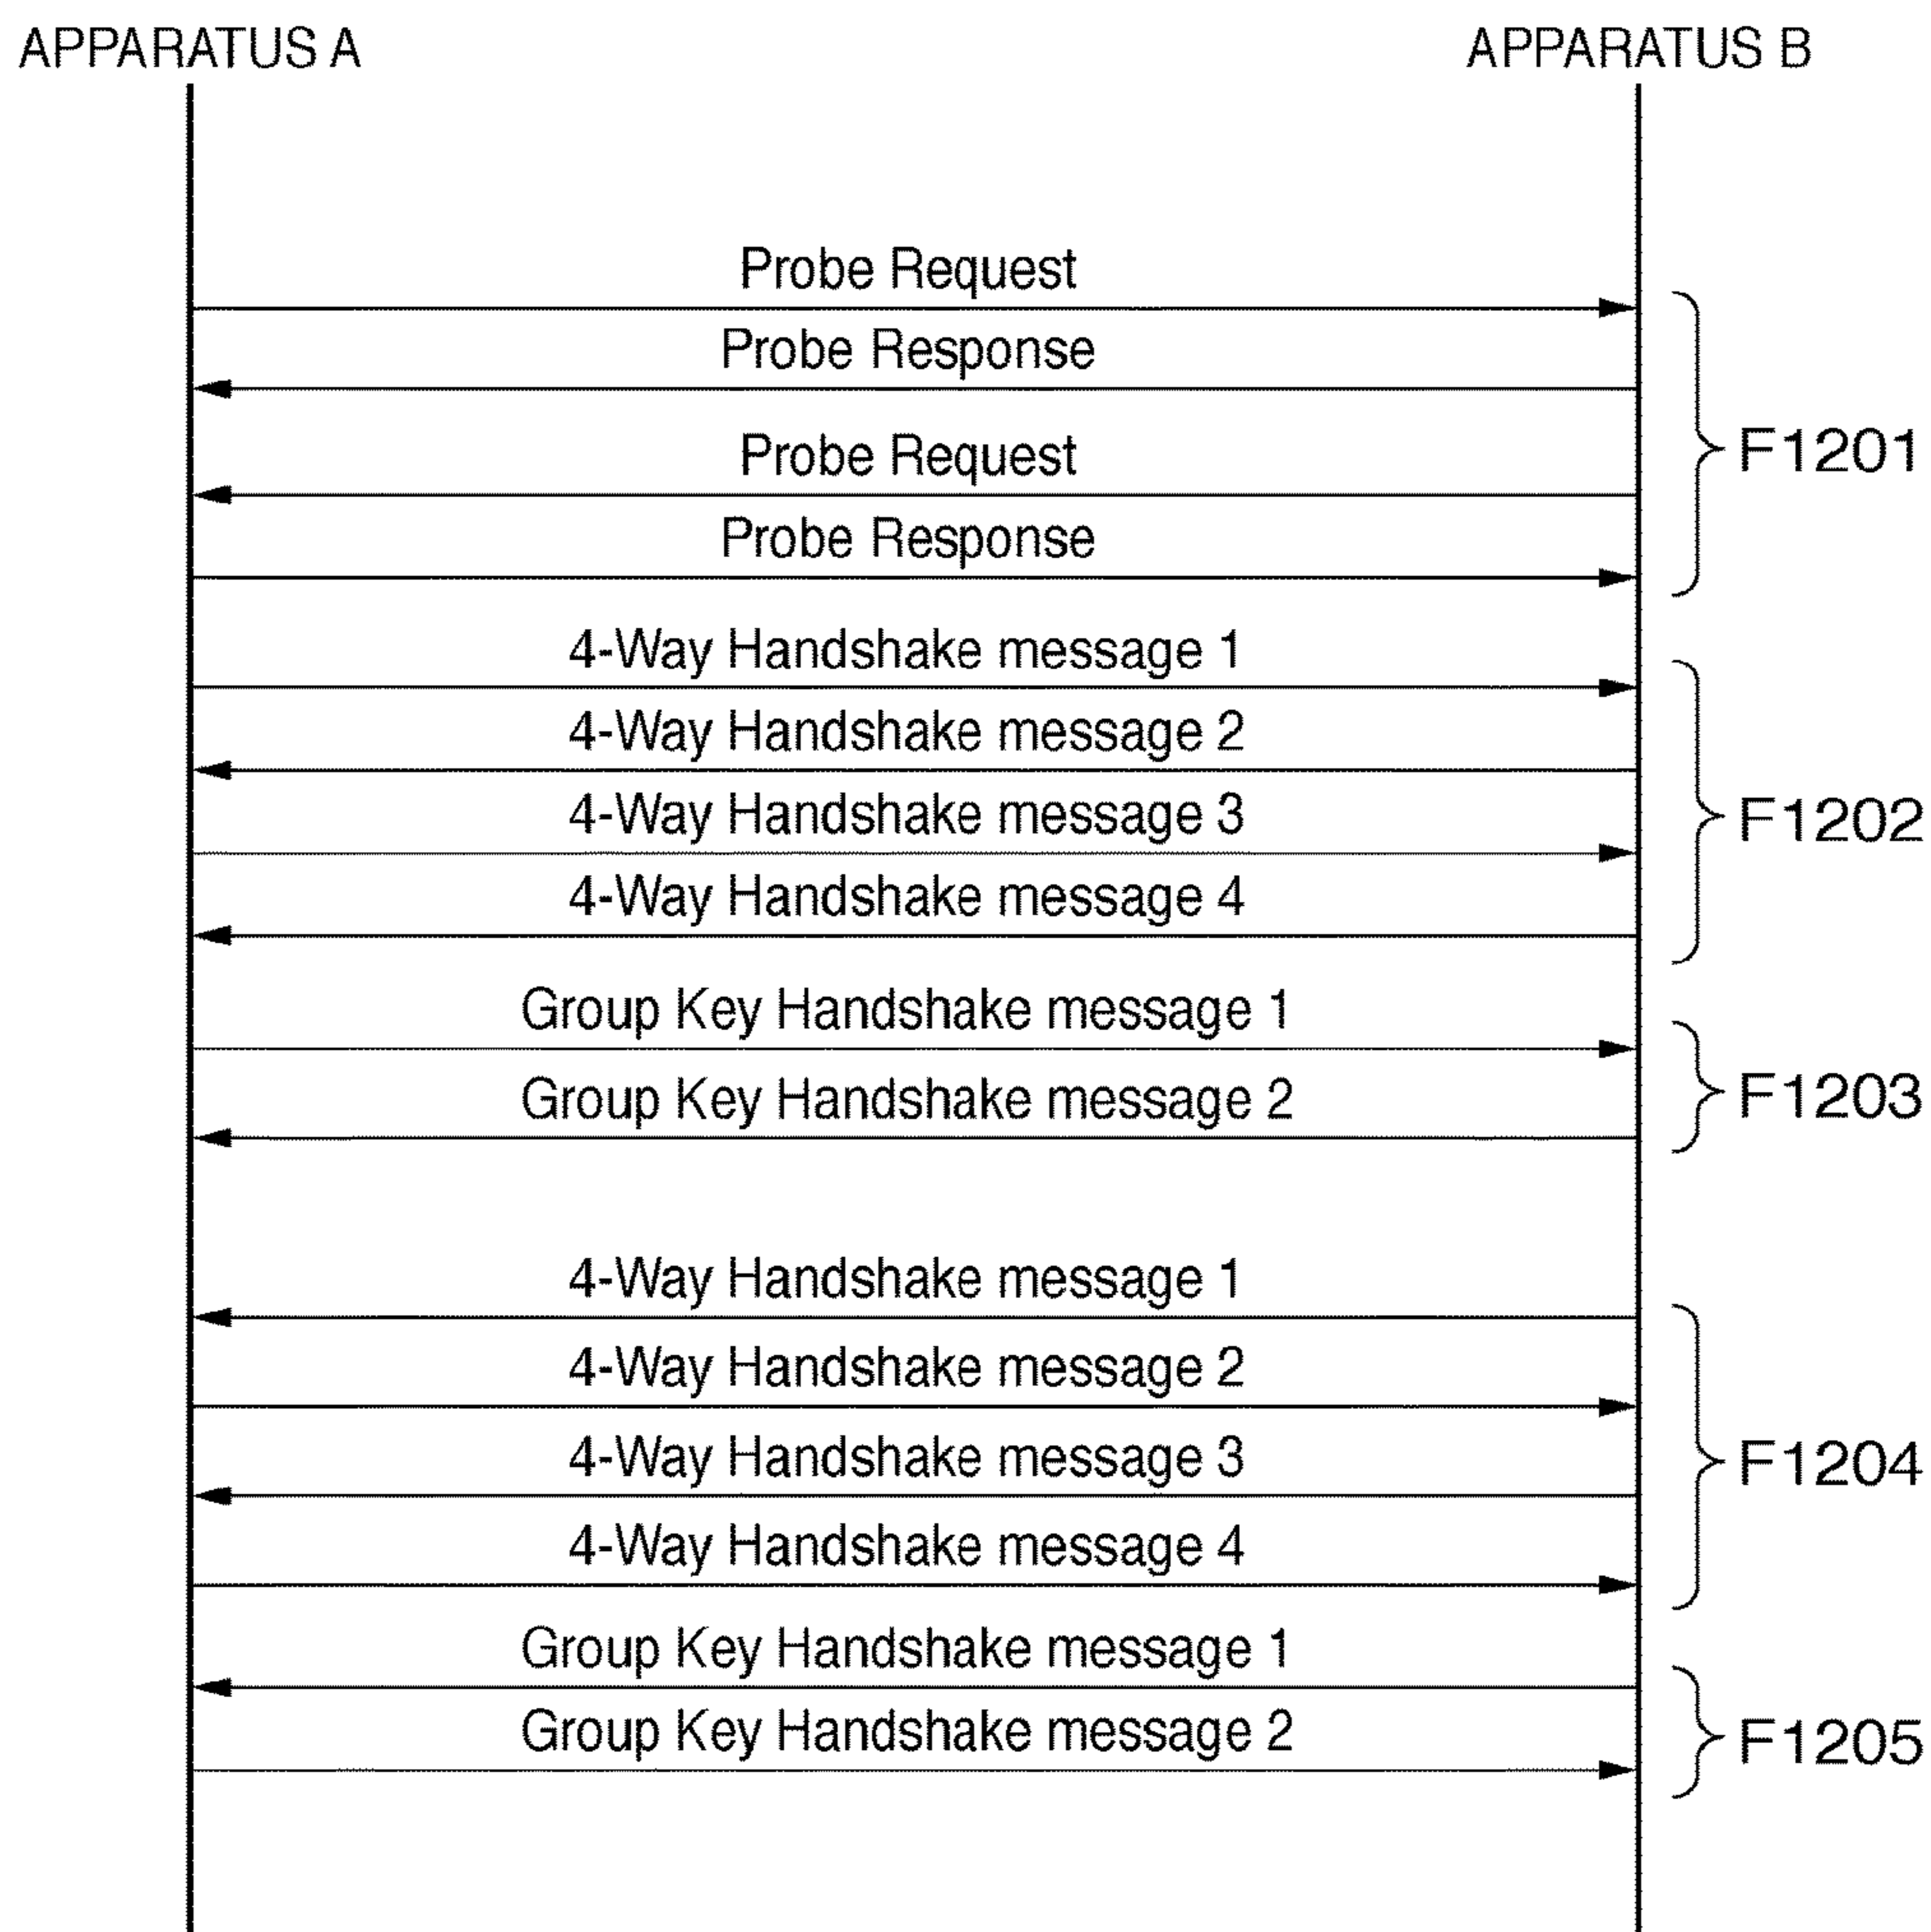 APPARATUS A
APPARATUS B
Probe Request
Probe Response
Probe Request
Probe Response
F1201
4-Way Handshake message 1
4-Way Handshake message 2
4-Way Handshake message 3
4-Way Handshake message 4
F1202
Group Key Handshake message 1
Group Key Handshake message 2
F1203
4-Way Handshake message 1
4-Way Handshake message 2
4-Way Handshake message 3
4-Way Handshake message 4
F1204
Group Key Handshake message 1
Group Key Handshake message 2
F1205